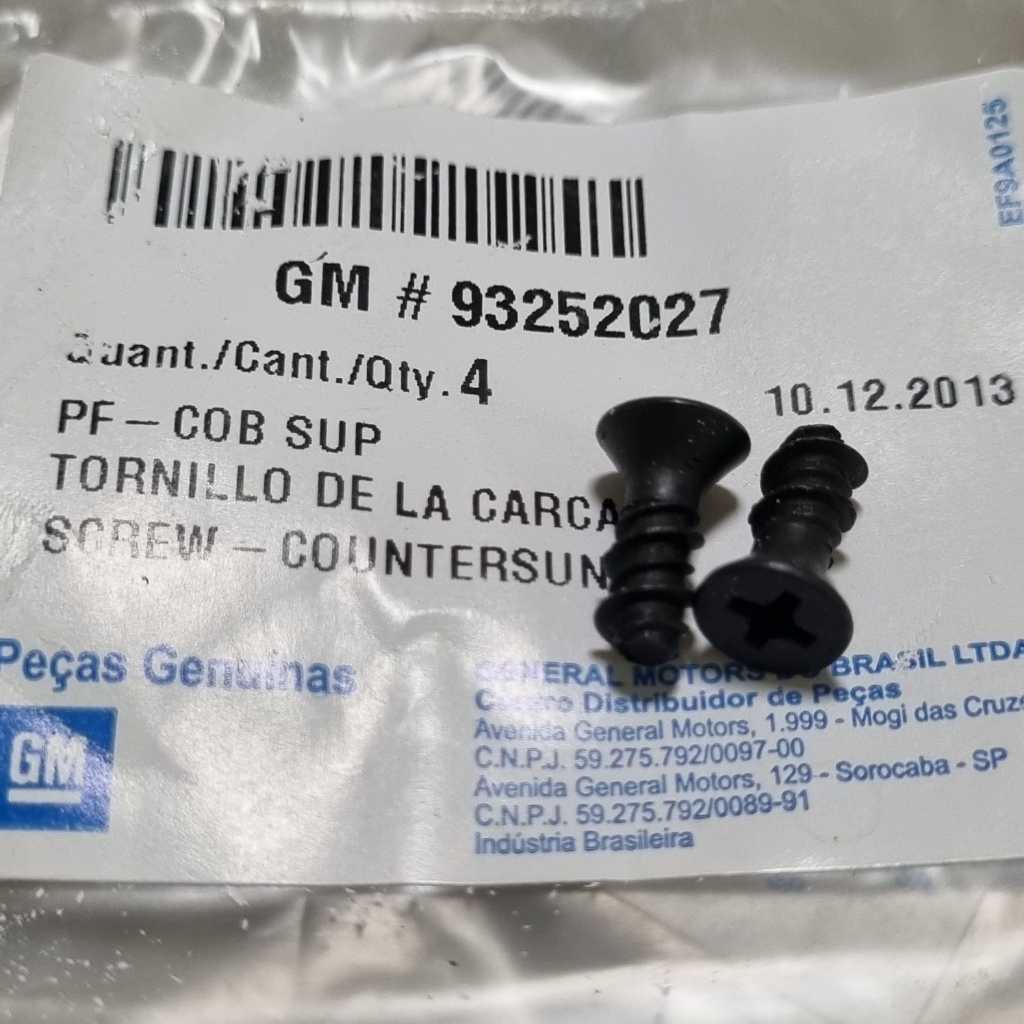 EF9A0125
GM # 93252027
Quant./Cant./Qty. 4
10.12.2013
PF - COB SUP
TORNILLO DE LA CARCA
SCREW - COUNTERSUN
Peças Genuínas
GM
GENERAL MOTORS BRASIL LTDA
Centro Distribuidor de Peças
Avenida General Motors, 1.999 - Mogi das Cruze
C.N.P.J. 59.275.792/0097-00
Avenida General Motors, 129 - Sorocaba - SP
C.N.P.J. 59.275.792/0089-91
Indústria Brasileira